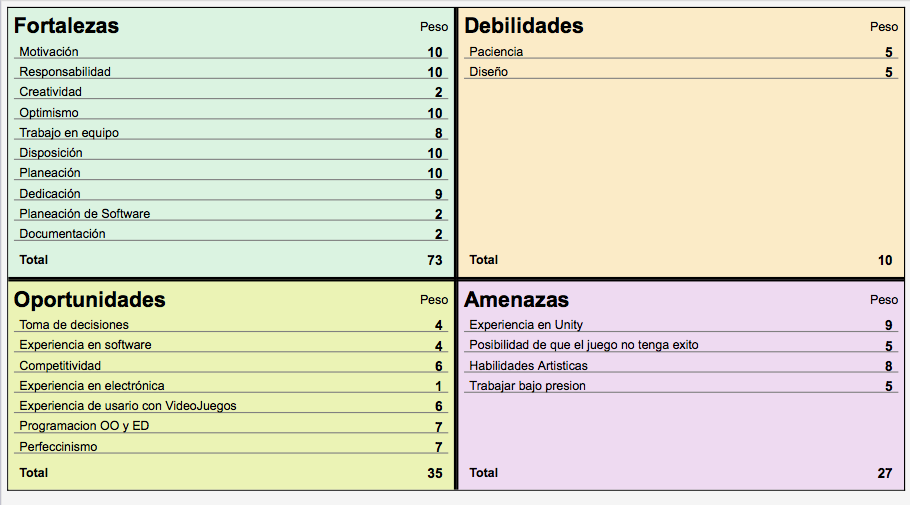 Fortalezas Peso
Motivación 10
Responsabilidad 10
Creatividad 2
Optimismo 10
Trabajo en equipo 8
Disposición 10
Planeación 10
Dedicación 9
Planeación de Software 2
Documentación 2
Total 73
Debilidades Peso
Paciencia 5
Diseño 5
Total 10
Oportunidades Peso
Toma de decisiones 4
Experiencia en software 4
Competitividad 6
Experiencia en electrónica 1
Experiencia de usario con VideoJuegos 6
Programacion OO y ED 7
Perfeccinismo 7
Total 35
Amenazas Peso
Experiencia en Unity 9
Posibilidad de que el juego no tenga exito 5
Habilidades Artisticas 8
Trabajar bajo presion 5
Total 27